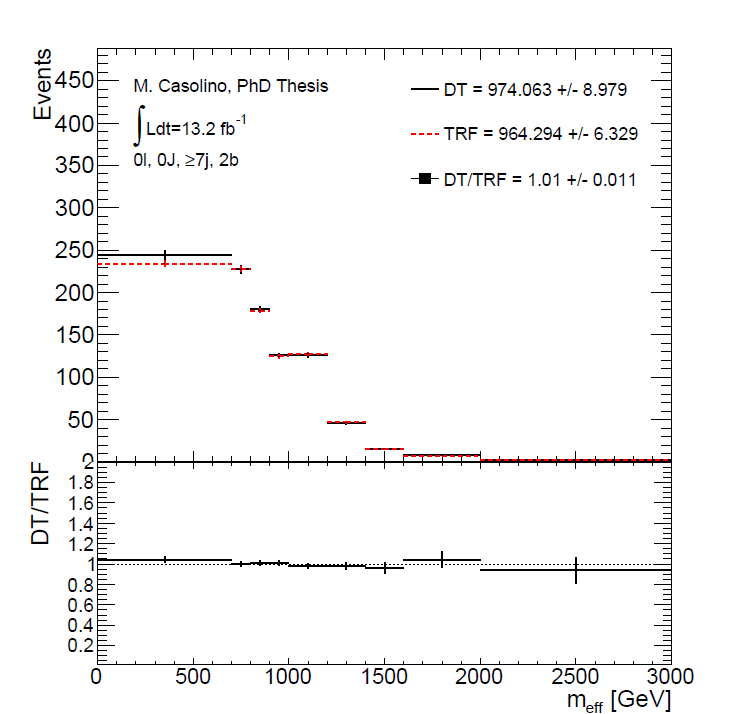 Events
450
400
350
300
250
200
150
100
50
0
M. Casolino, PhD Thesis
∫Ldt=13.2 fb⁻¹
0l, 0J, ≥7j, 2b
DT = 974.063 +/- 8.979
TRF = 964.294 +/- 6.329
DT/TRF = 1.01 +/- 0.011
DT/TRF
2
1.8
1.6
1.4
1.2
1
0.8
0.6
0.4
0.2
0 500 1000 1500 2000 2500 3000
m_eff [GeV]